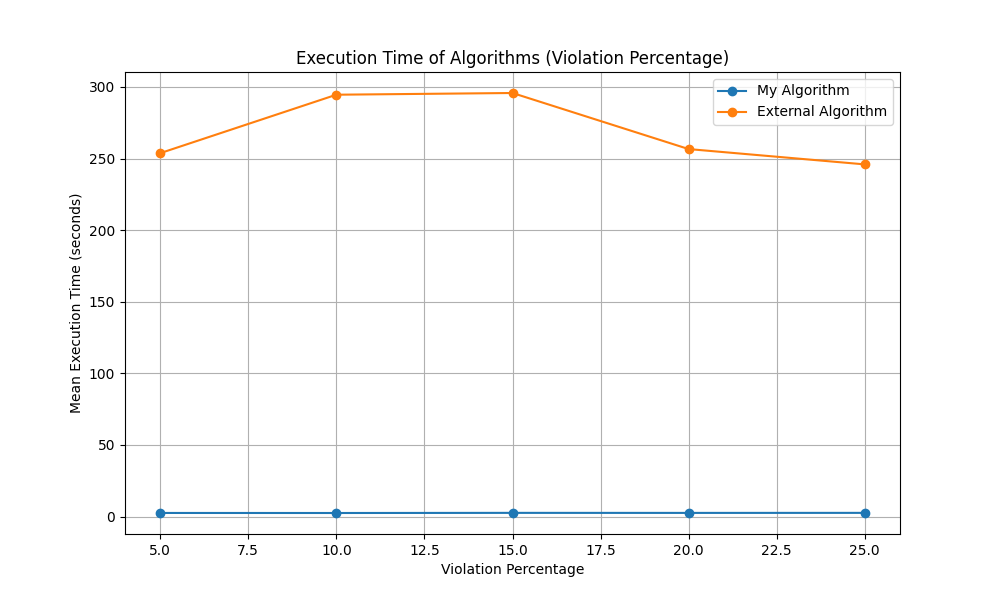 Execution Time of Algorithms (Violation Percentage)
My Algorithm
External Algorithm
Mean Execution Time (seconds)
300
250
200
150
100
50
0
5.0 7.5 10.0 12.5 15.0 17.5 20.0 22.5 25.0
Violation Percentage